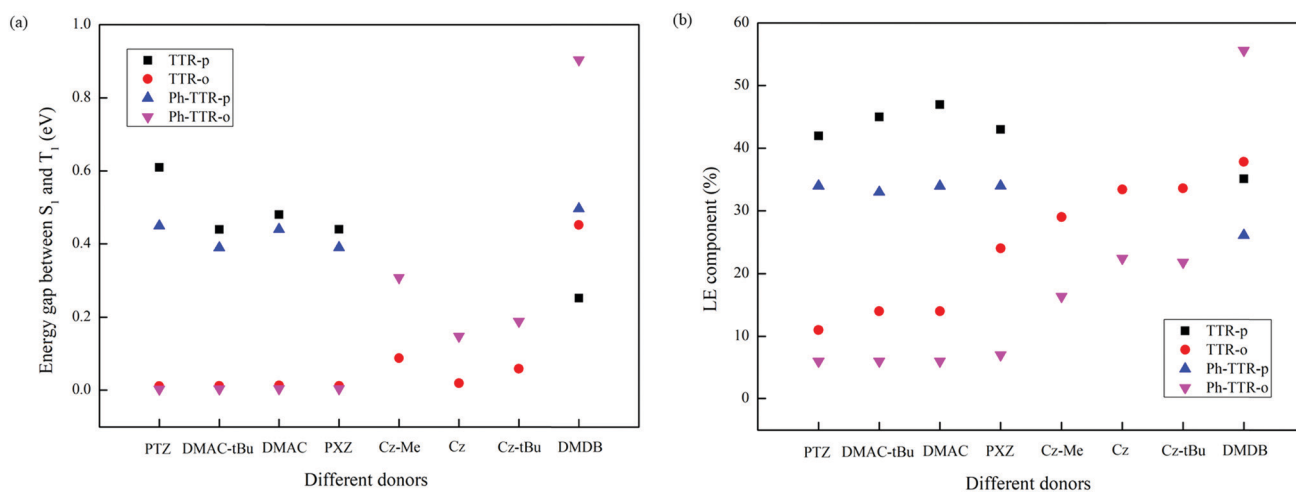 (a)
1.0
0.8
0.6
0.4
0.2
0.0
Energy gap between S₁ and T₁ (eV)
TTR-p
TTR-o
Ph-TTR-p
Ph-TTR-o
PTZ DMAC-tBu DMAC PXZ Cz-Me Cz Cz-tBu DMDB
Different donors
(b)
60
50
40
30
20
10
0
LE component (%)
TTR-p
TTR-o
Ph-TTR-p
Ph-TTR-o
PTZ DMAC-tBu DMAC PXZ Cz-Me Cz Cz-tBu DMDB
Different donors